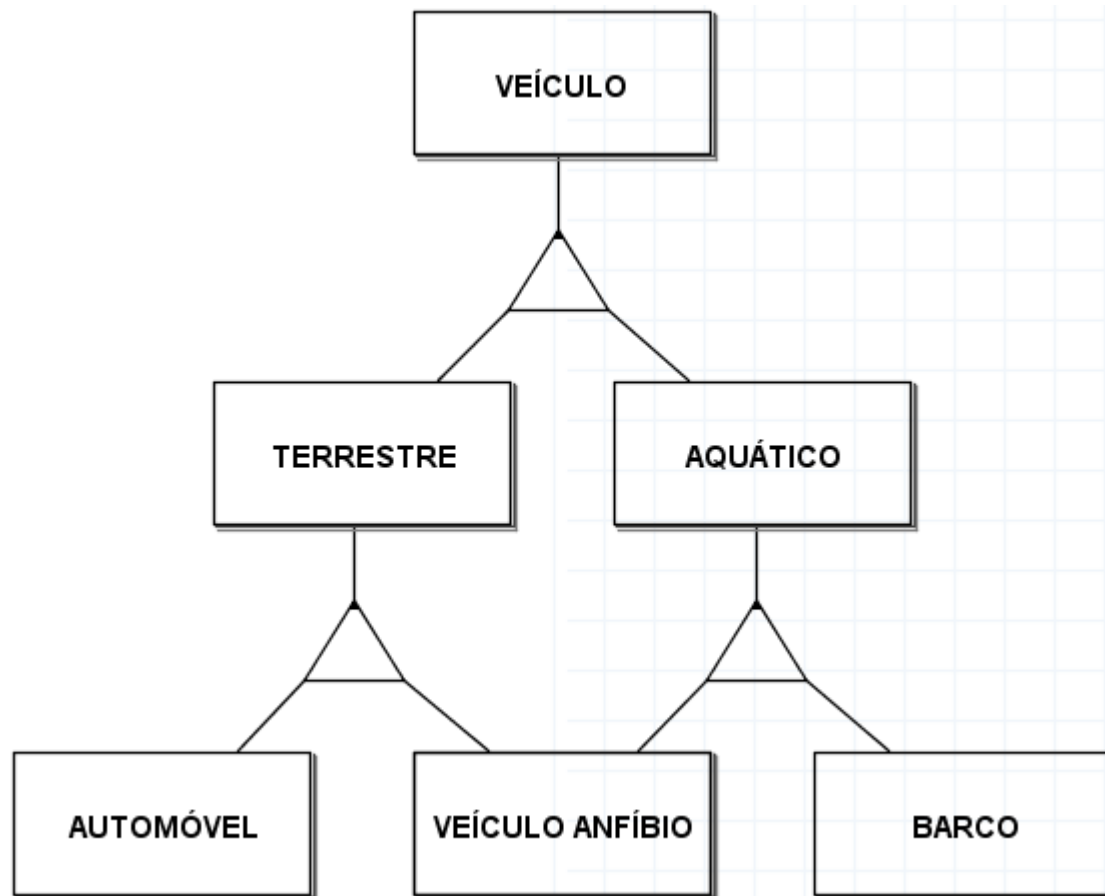 VEÍCULO
TERRESTRE
AQUÁTICO
AUTOMÓVEL
VEÍCULO ANFÍBIO
BARCO